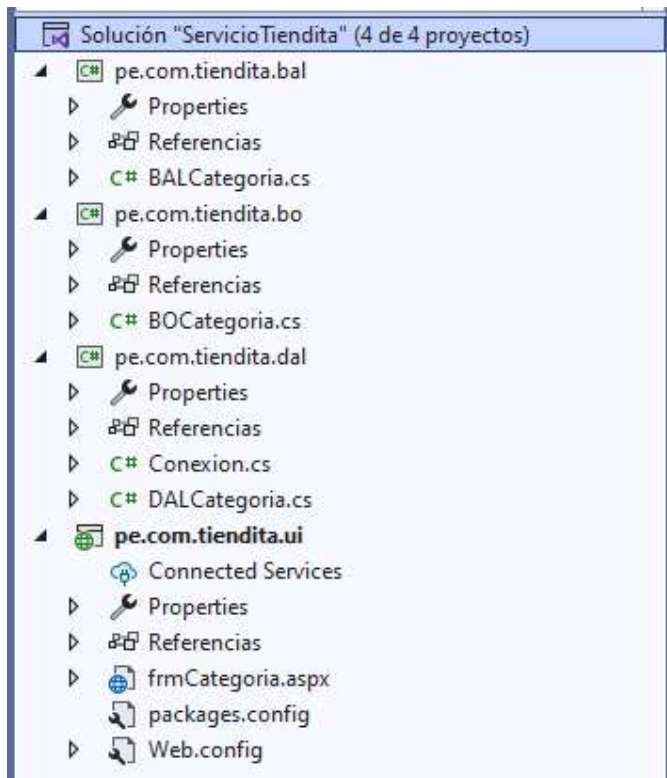 Solución "ServicioTiendita" (4 de 4 proyectos)
C# pe.com.tiendita.bal
Properties
Referencias
C# BALCategoria.cs
C# pe.com.tiendita.bo
Properties
Referencias
C# BOCategoria.cs
C# pe.com.tiendita.dal
Properties
Referencias
C# Conexion.cs
C# DALCategoria.cs
pe.com.tiendita.ui
Connected Services
Properties
Referencias
frmCategoria.aspx
packages.config
Web.config